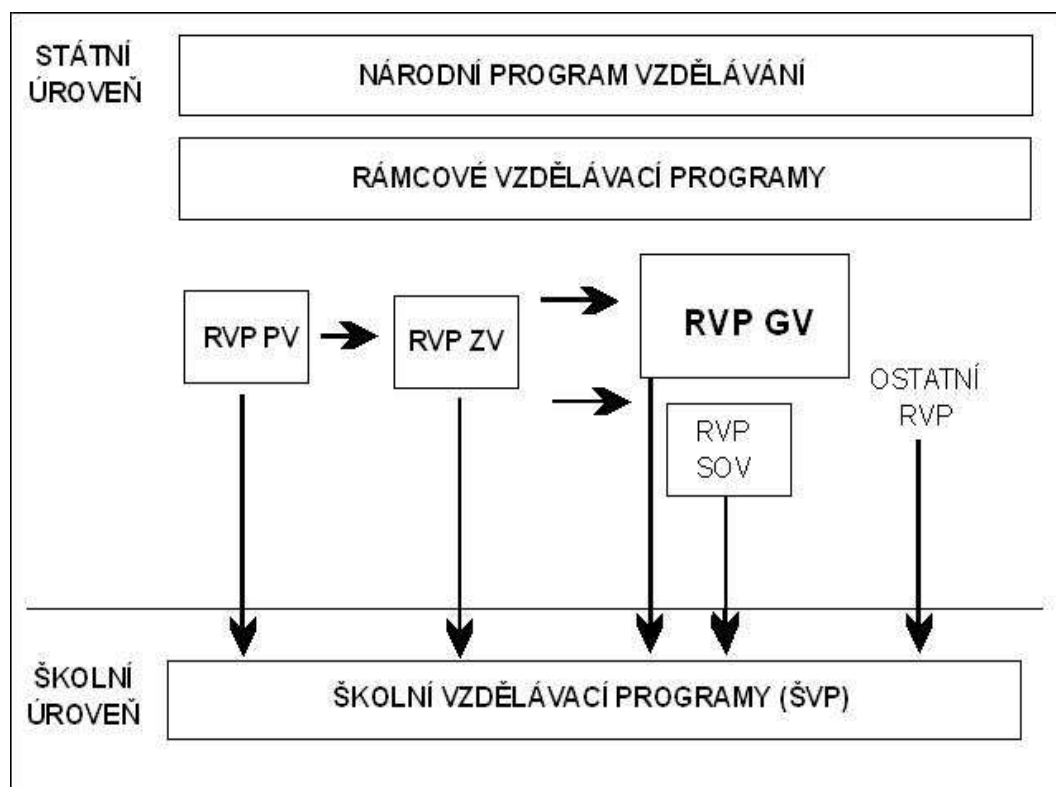 STÁTNÍ
ÚROVEŇ
NÁRODNÍ PROGRAM VZDĚLÁVÁNÍ
RÁMCOVÉ VZDĚLÁVACÍ PROGRAMY
RVP PV
RVP ZV
RVP GV
OSTATNÍ
RVP
RVP
SOV
ŠKOLNÍ
ÚROVEŇ
ŠKOLNÍ VZDĚLÁVACÍ PROGRAMY (ŠVP)